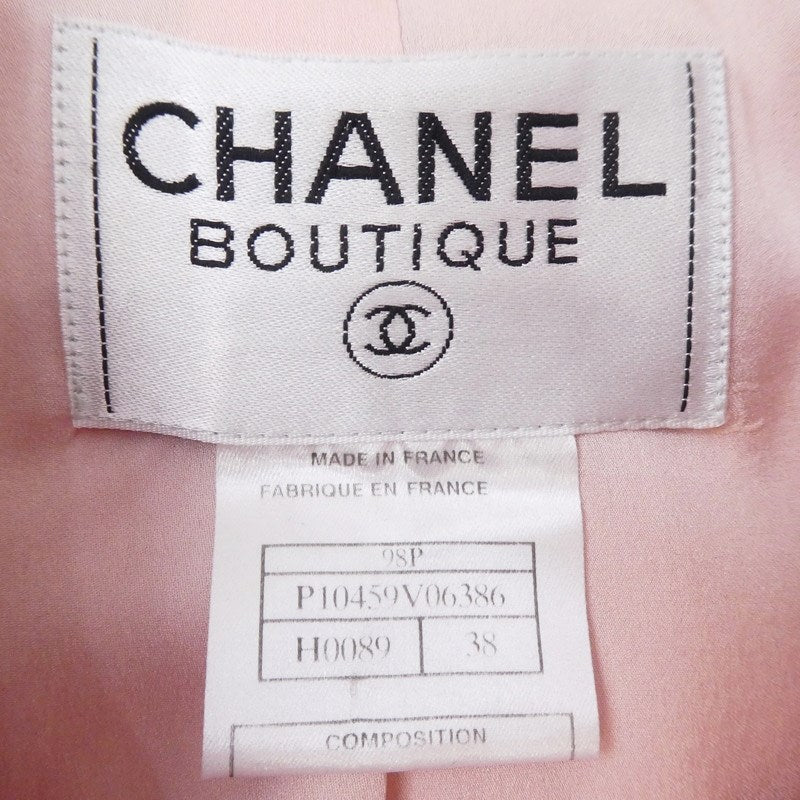 CHANEL
BOUTIQUE
MADE IN FRANCE
FABRIQUE EN FRANCE
98P
P10459V06386
H0089 38
COMPOSITION